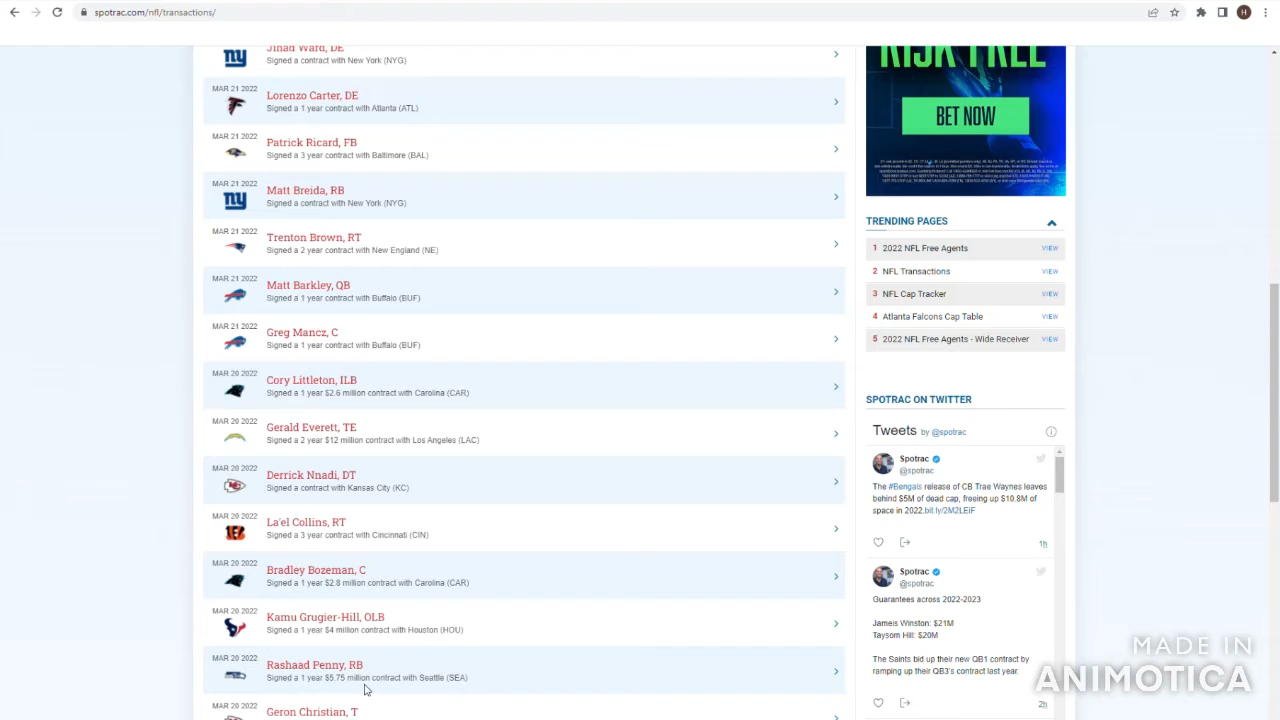 spotrac.com/nfl/transactions/
H
Jihad Ward, DE
Signed a contract with New York (NYG)
MAR 21 2022
Lorenzo Carter, DE
Signed a 1 year contract with Atlanta (ATL)
MAR 21 2022
Patrick Ricard, FB
Signed a 3 year contract with Baltimore (BAL)
MAR 21 2022
Matt Breida, RB
Signed a contract with New York (NYG)
MAR 21 2022
Trenton Brown, RT
Signed a 2 year contract with New England (NE)
MAR 21 2022
Matt Barkley, QB
Signed a 1 year contract with Buffalo (BUF)
MAR 21 2022
Greg Mancz, C
Signed a 1 year contract with Buffalo (BUF)
MAR 20 2022
Cory Littleton, ILB
Signed a 1 year $2.6 million contract with Carolina (CAR)
MAR 20 2022
Gerald Everett, TE
Signed a 2 year $12 million contract with Los Angeles (LAC)
MAR 20 2022
Derrick Nnadi, DT
Signed a contract with Kansas City (KC)
MAR 20 2022
La'el Collins, RT
Signed a 3 year contract with Cincinnati (CIN)
MAR 20 2022
Bradley Bozeman, C
Signed a 1 year $2.8 million contract with Carolina (CAR)
MAR 20 2022
Kamu Grugier-Hill, OLB
Signed a 1 year $4 million contract with Houston (HOU)
MAR 20 2022
Rashaad Penny, RB
Signed a 1 year $5.75 million contract with Seattle (SEA)
MAR 20 2022
Geron Christian, T
RISK FREE
BET NOW
TRENDING PAGES
1 2022 NFL Free Agents VIEW
2 NFL Transactions VIEW
3 NFL Cap Tracker VIEW
4 Atlanta Falcons Cap Table VIEW
5 2022 NFL Free Agents - Wide Receiver VIEW
SPOTRAC ON TWITTER
Tweets by @spotrac
Spotrac
@spotrac
The #Bengals release of CB Trae Waynes leaves
behind $5M of dead cap, freeing up $10.8M of
space in 2022.bit.ly/2M2LEiF
1h
Spotrac
@spotrac
Guarantees across 2022-2023
Jameis Winston: $21M
Taysom Hill: $20M
The Saints bid up their new QB1 contract by
ramping up their QB3's contract last year.
2h
MADE IN
ANIMOTICA